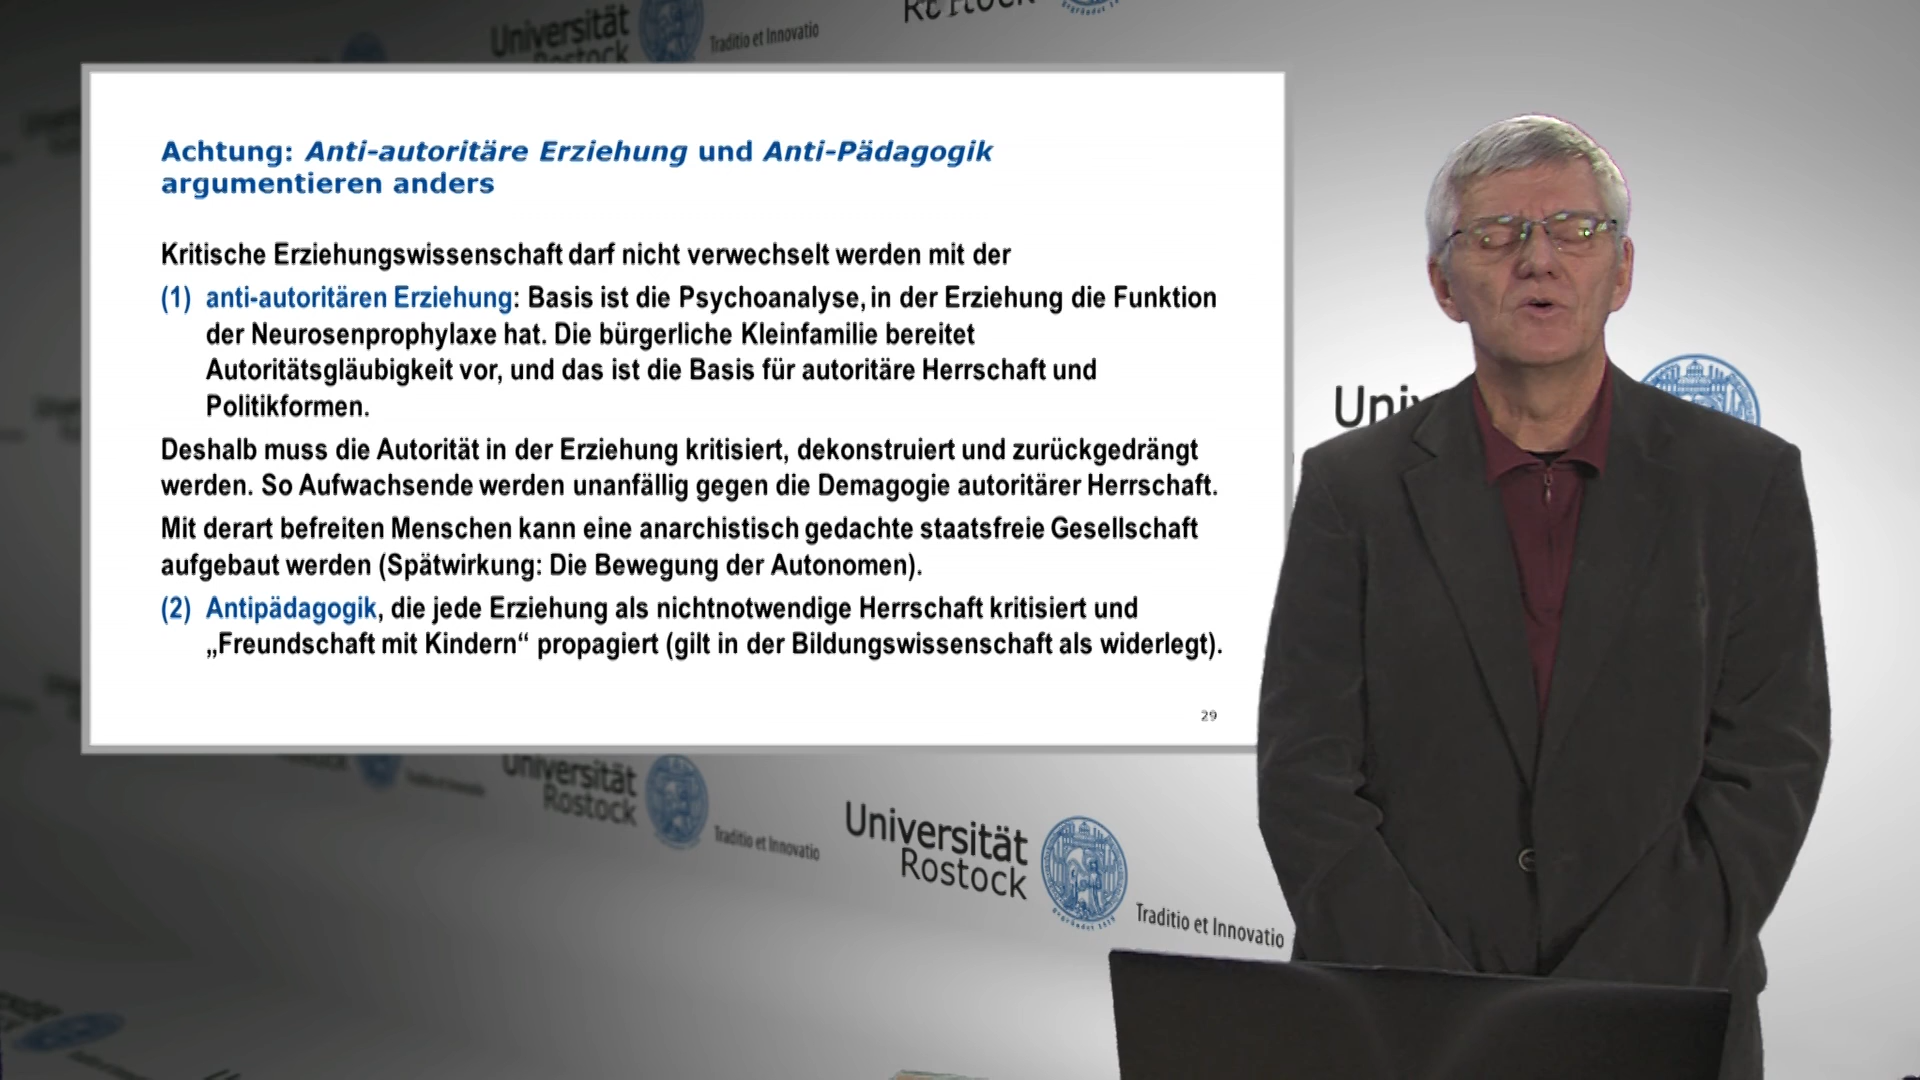 Universität
Rostock
Traditio et Innovatio
Rostock
Achtung: Anti-autoritäre Erziehung und Anti-Pädagogik
argumentieren anders
Kritische Erziehungswissenschaft darf nicht verwechselt werden mit der
(1) anti-autoritären Erziehung: Basis ist die Psychoanalyse, in der Erziehung die Funktion
der Neurosenprophylaxe hat. Die bürgerliche Kleinfamilie bereitet
Autoritätsgläubigkeit vor, und das ist die Basis für autoritäre Herrschaft und
Politikformen.
Deshalb muss die Autorität in der Erziehung kritisiert, dekonstruiert und zurückgedrängt
werden. So Aufwachsende werden unanfällig gegen die Demagogie autoritärer Herrschaft.
Mit derart befreiten Menschen kann eine anarchistisch gedachte staatsfreie Gesellschaft
aufgebaut werden (Spätwirkung: Die Bewegung der Autonomen).
(2) Antipädagogik, die jede Erziehung als nichtnotwendige Herrschaft kritisiert und
„Freundschaft mit Kindern“ propagiert (gilt in der Bildungswissenschaft als widerlegt).
29
Univ
Universität
Rostock
Traditio et Innovatio
Universität
Rostock
Traditio et Innovatio